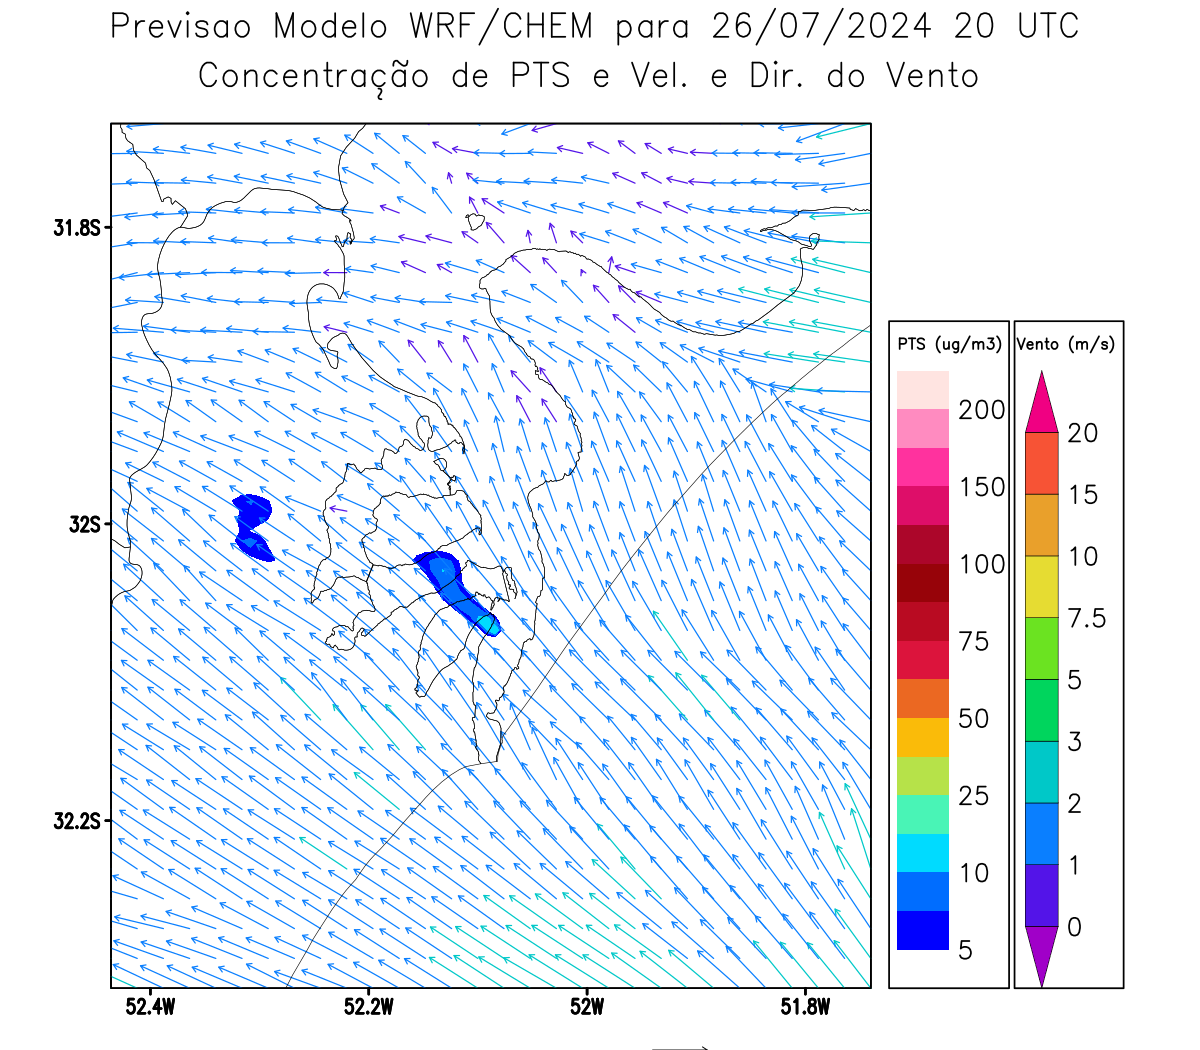 Previsao Modelo WRF/CHEM para 26/07/2024 20 UTC
Concentração de PTS e Vel. e Dir. do Vento
31.8S
32S
32.2S
52.4W
52.2W
52W
51.8W
PTS (ug/m3)
200
150
100
75
50
25
10
5
Vento (m/s)
20
15
10
7.5
5
3
2
1
0